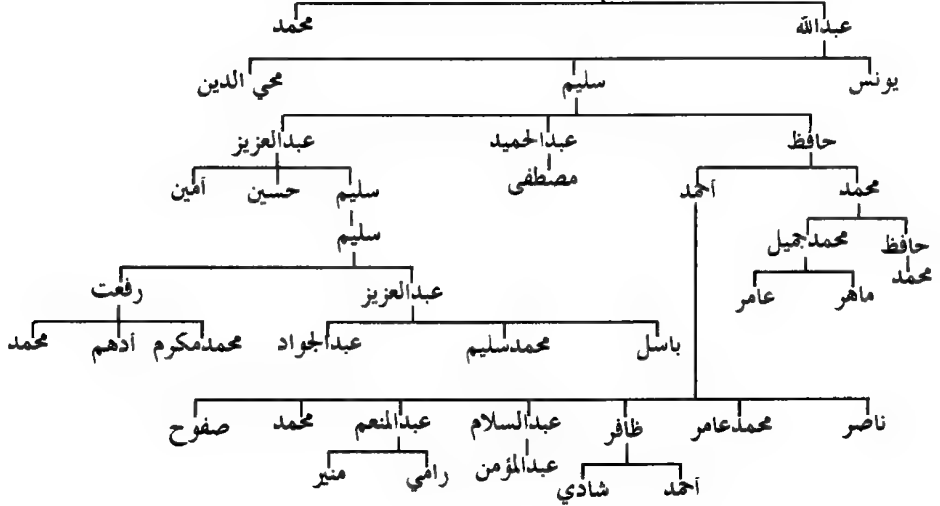 عبدالله محمد
يونس سليم محي الدين
حافظ عبدالحميد عبدالعزيز
محمد أحمد مصطفى سليم حسين أمين
حافظ محمدجميل سليم
محمد
ماهر عامر عبدالعزيز رفعت
باسل محمدسليم عبدالجواد محمدمكرم أدهم محمد
ناصر محمدعامر ظافر عبدالسلام عبدالمنعم محمد صفوح
أحمد شادي عبدالمؤمن رامي منير